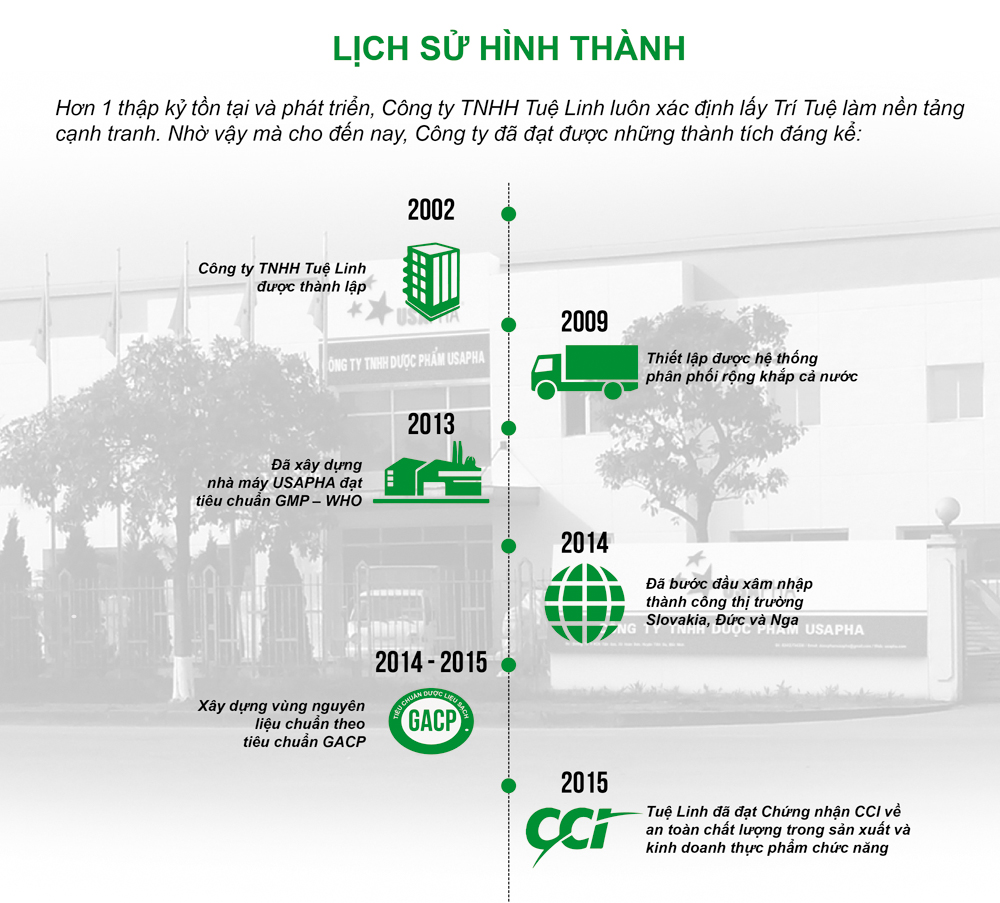 LỊCH SỬ HÌNH THÀNH
Hơn 1 thập kỷ tồn tại và phát triển, Công ty TNHH Tuệ Linh luôn xác định lấy Trí Tuệ làm nền tảng
cạnh tranh. Nhờ vậy mà cho đến nay, Công ty đã đạt được những thành tích đáng kể:
2002
Công ty TNHH Tuệ Linh
được thành lập
USAPHA
CÔNG TY TNHH DƯỢC PHẨM USAPHA
2009
Thiết lập được hệ thống
phân phối rộng khắp cả nước
2013
Đã xây dựng
nhà máy USAPHA đạt
tiêu chuẩn GMP – WHO
2014
Đã bước đầu xâm nhập
thành công thị trường
Slovakia, Đức và Nga
NG TY TNHH DƯỢC PHẨM USAPHA
2014 - 2015
Xây dựng vùng nguyên
liệu chuẩn theo
tiêu chuẩn GACP
TIÊU CHUẨN DƯỢC LIỆU SẠCH
GACP
2015
CCI
Tuệ Linh đã đạt Chứng nhận CCI về
an toàn chất lượng trong sản xuất và
kinh doanh thực phẩm chức năng